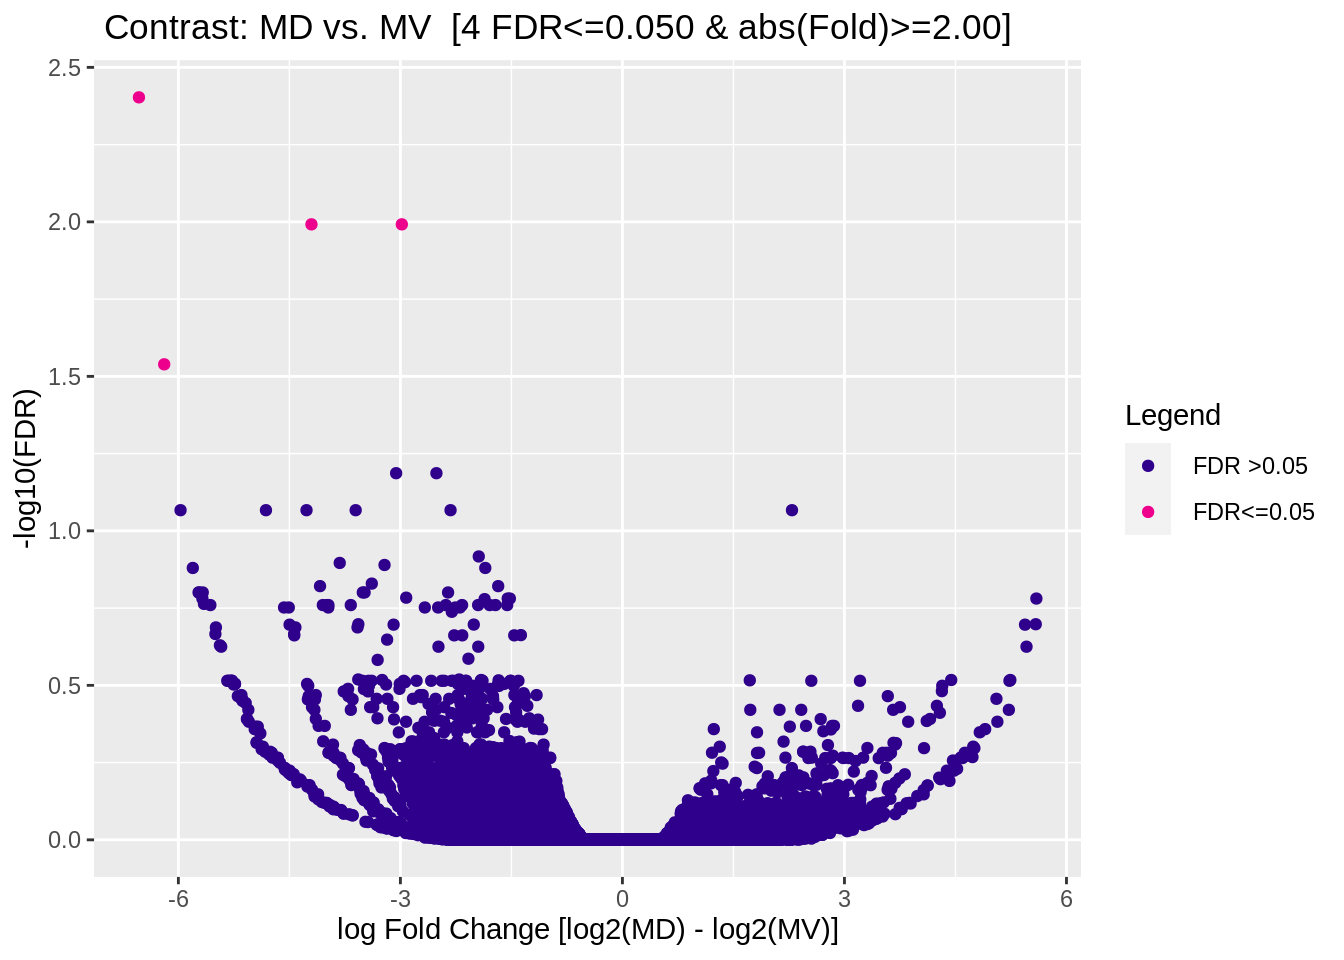 Contrast: MD vs. MV  [4 FDR<=0.050 & abs(Fold)>=2.00]
2.5
2.0
1.5
1.0
0.5
0.0
-log10(FDR)
-6 -3 0 3 6
log Fold Change [log2(MD) - log2(MV)]
Legend
FDR >0.05
FDR<=0.05